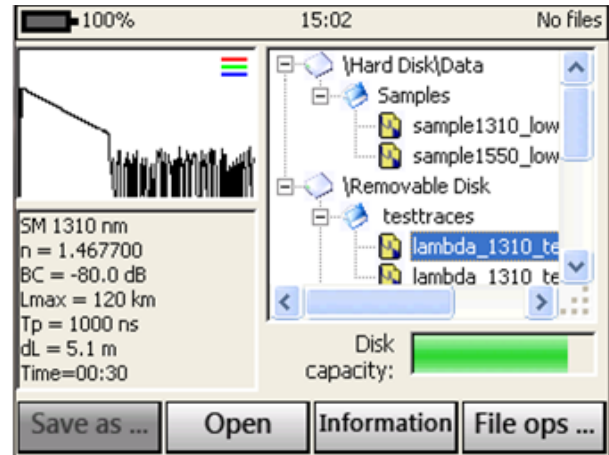 100% 15:02 No files
\Hard Disk\Data
Samples
sample1310_low
sample1550_low
\Removable Disk
testtraces
lambda_1310_te
lambda_1310_te
SM 1310 nm
n = 1.467700
BC = -80.0 dB
Lmax = 120 km
Tp = 1000 ns
dL = 5.1 m
Time=00:30
Disk
capacity:
Save as ... Open Information File ops ...